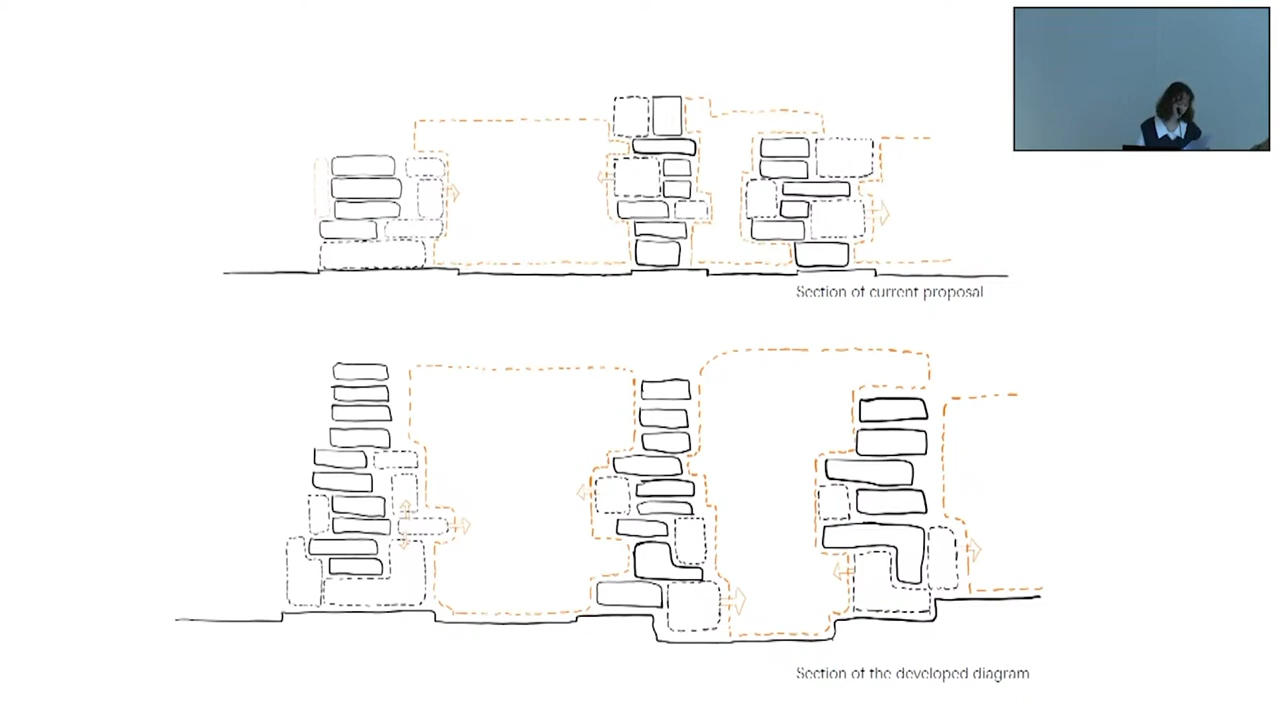 Section of current proposal
Section of the developed diagram